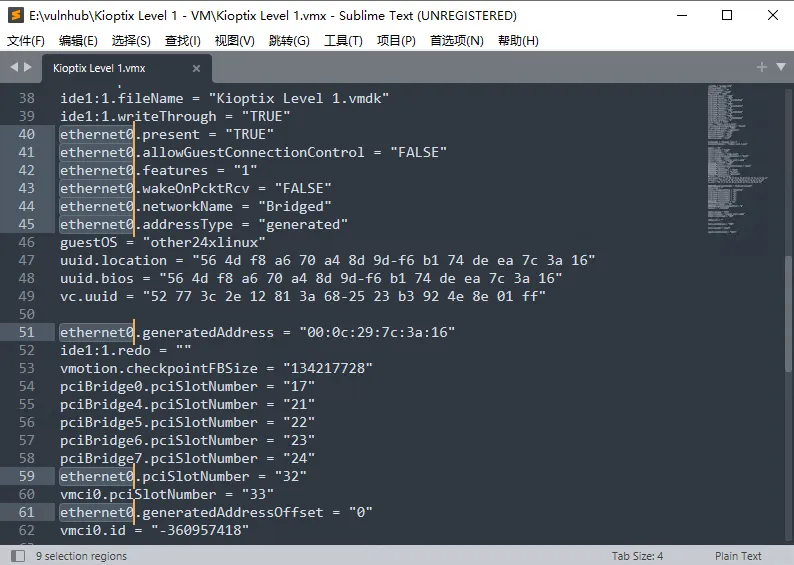 E:\vulnhub\Kioptix Level 1 - VM\Kioptix Level 1.vmx - Sublime Text (UNREGISTERED)
文件(F) 编辑(E) 选择(S) 查找(I) 视图(V) 跳转(G) 工具(T) 项目(P) 首选项(N) 帮助(H)
Kioptix Level 1.vmx
38 ide1:1.fileName = "Kioptix Level 1.vmdk"
39 ide1:1.writeThrough = "TRUE"
40 ethernet0.present = "TRUE"
41 ethernet0.allowGuestConnectionControl = "FALSE"
42 ethernet0.features = "1"
43 ethernet0.wakeOnPcktRcv = "FALSE"
44 ethernet0.networkName = "Bridged"
45 ethernet0.addressType = "generated"
46 guestOS = "other24xlinux"
47 uuid.location = "56 4d f8 a6 70 a4 8d 9d-f6 b1 74 de ea 7c 3a 16"
48 uuid.bios = "56 4d f8 a6 70 a4 8d 9d-f6 b1 74 de ea 7c 3a 16"
49 vc.uuid = "52 77 3c 2e 12 81 3a 68-25 23 b3 92 4e 8e 01 ff"
50
51 ethernet0.generatedAddress = "00:0c:29:7c:3a:16"
52 ide1:1.redo = ""
53 vmotion.checkpointFBSize = "134217728"
54 pciBridge0.pciSlotNumber = "17"
55 pciBridge4.pciSlotNumber = "21"
56 pciBridge5.pciSlotNumber = "22"
57 pciBridge6.pciSlotNumber = "23"
58 pciBridge7.pciSlotNumber = "24"
59 ethernet0.pciSlotNumber = "32"
60 vmci0.pciSlotNumber = "33"
61 ethernet0.generatedAddressOffset = "0"
62 vmci0.id = "-360957418"
9 selection regions Tab Size: 4 Plain Text